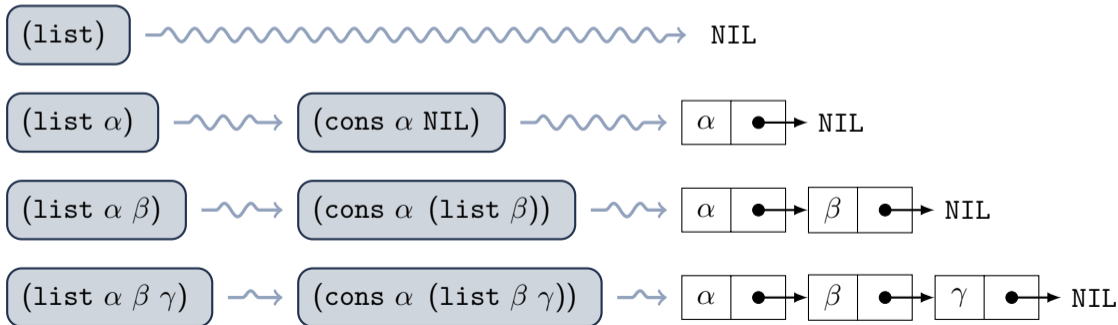 (list) NIL
(list α) (cons α NIL) α NIL
(list α β) (cons α (list β)) α β NIL
(list α β γ) (cons α (list β γ)) α β γ NIL